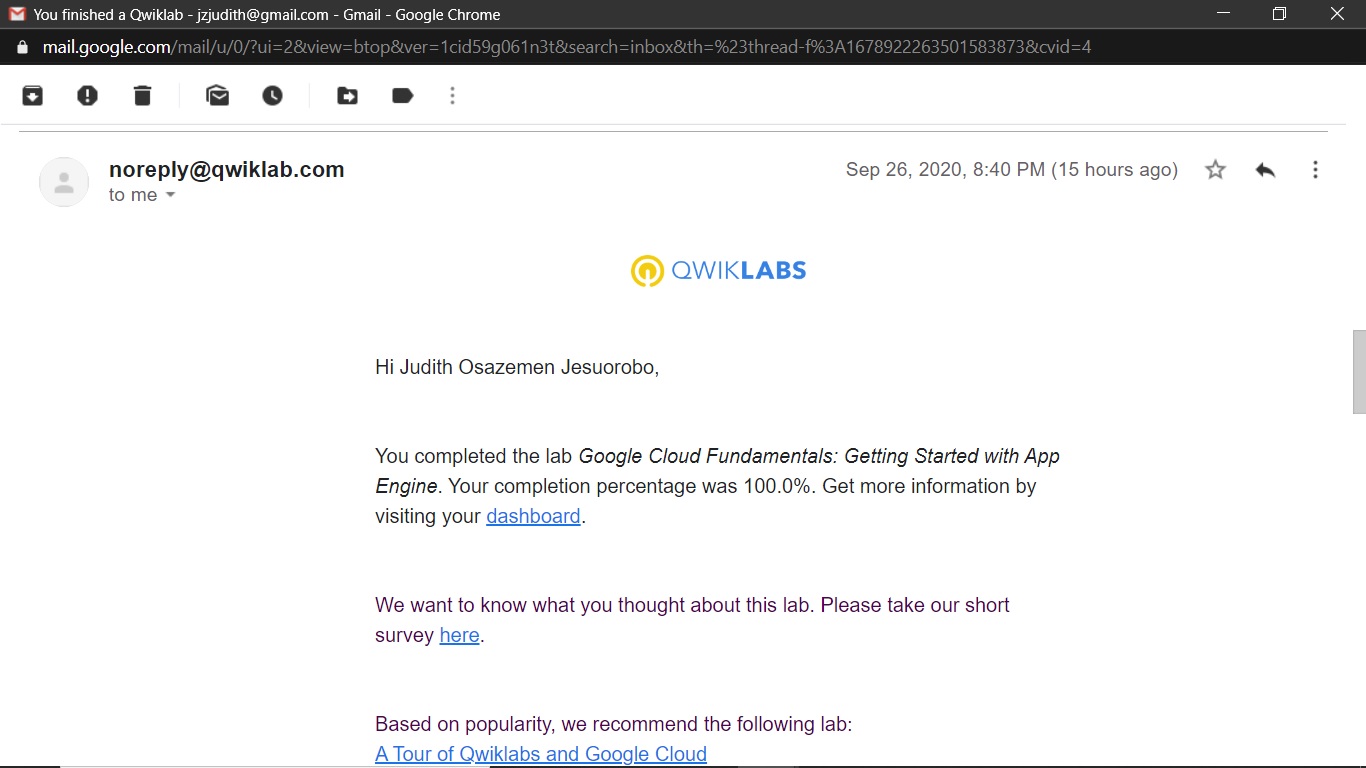 You finished a Qwiklab - jzjudith@gmail.com - Gmail - Google Chrome
mail.google.com/mail/u/0/?ui=2&view=btop&ver=1cid59g061n3t&search=inbox&th=%23thread-f%3A1678922263501583873&cvid=4
noreply@qwiklab.com
Sep 26, 2020, 8:40 PM (15 hours ago)
to me
QWIKLABS
Hi Judith Osazemen Jesuorobo,
You completed the lab Google Cloud Fundamentals: Getting Started with App
Engine. Your completion percentage was 100.0%. Get more information by
visiting your dashboard.
We want to know what you thought about this lab. Please take our short
survey here.
Based on popularity, we recommend the following lab:
A Tour of Qwiklabs and Google Cloud